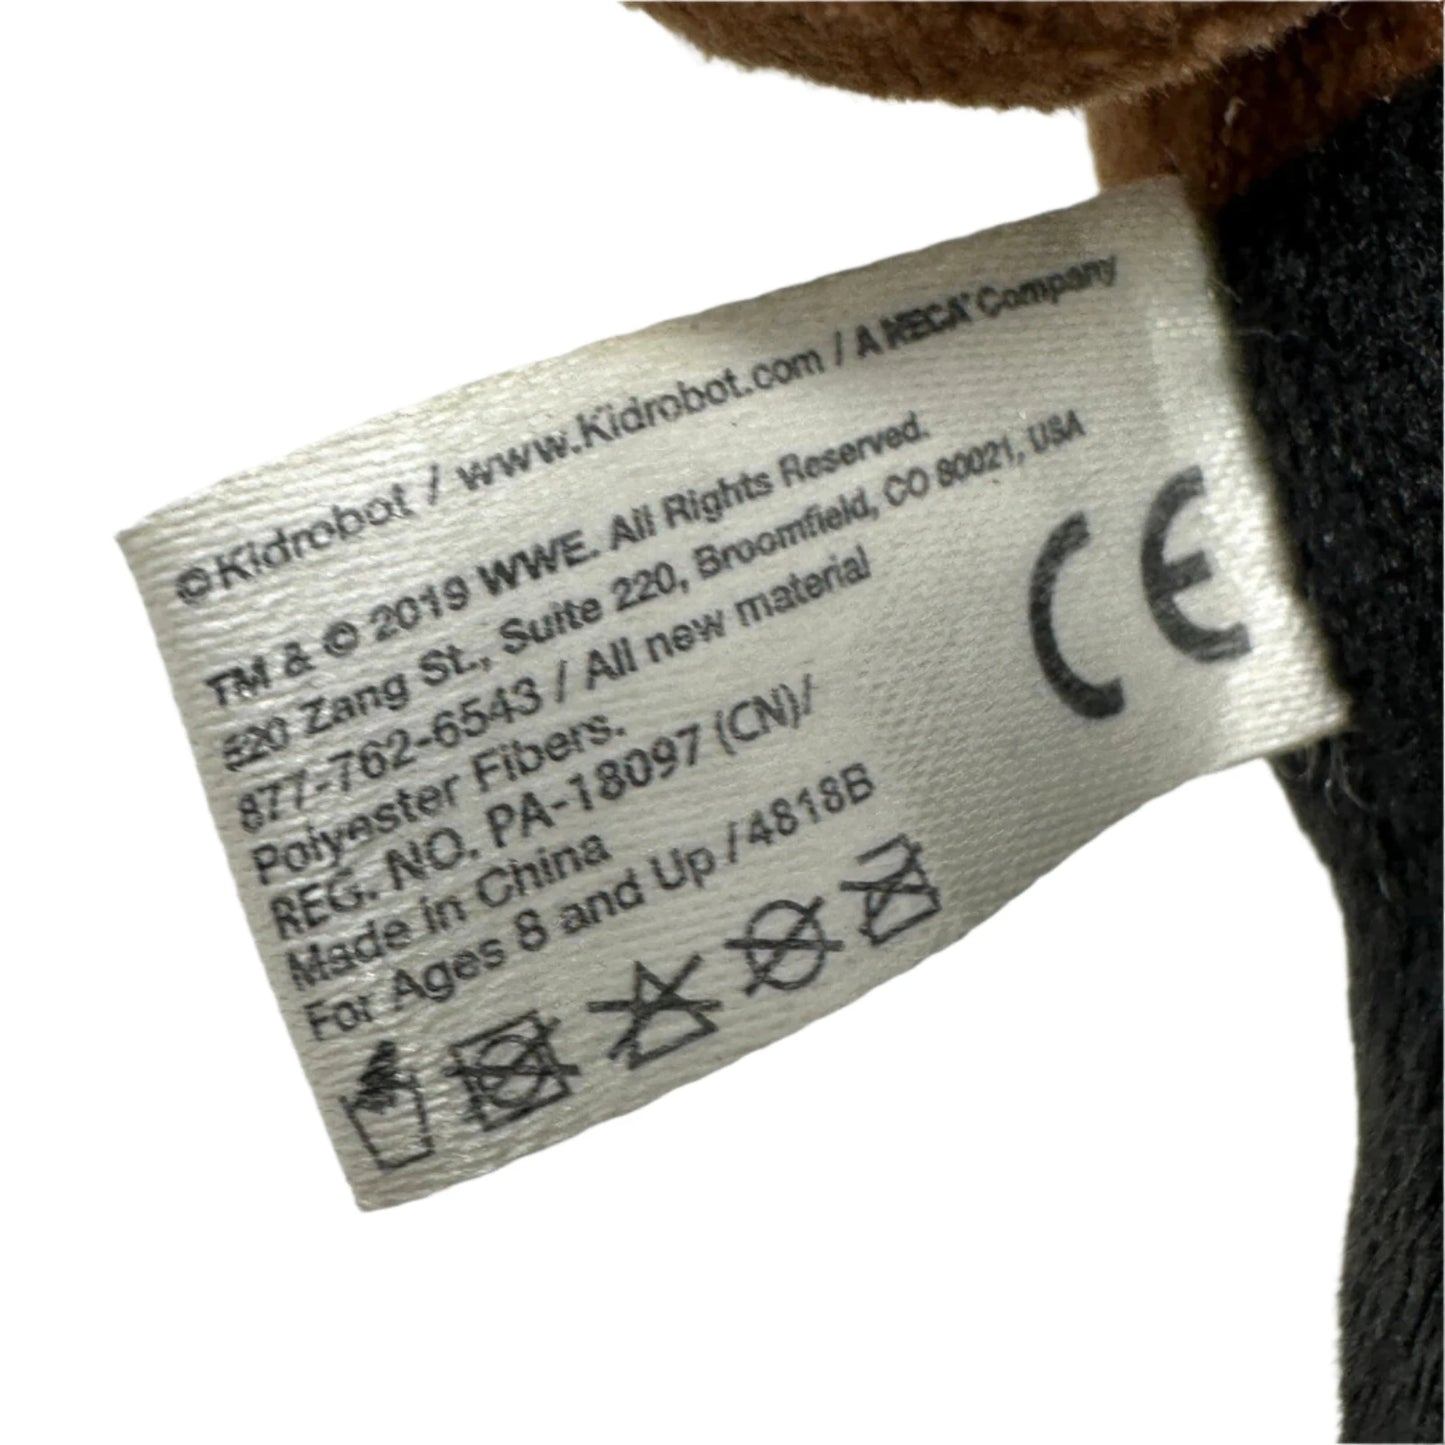 ©Kidrobot / www.Kidrobot.com / A NECA® Company
TM & © 2019 WWE. All Rights Reserved.
520 Zang St., Suite 220, Broomfield, CO 80021, USA
877-762-6543 / All new material
Polyester Fibers.
REG. NO. PA-18097 (CN)/
Made in China
For Ages 8 and Up / 4818B
CE